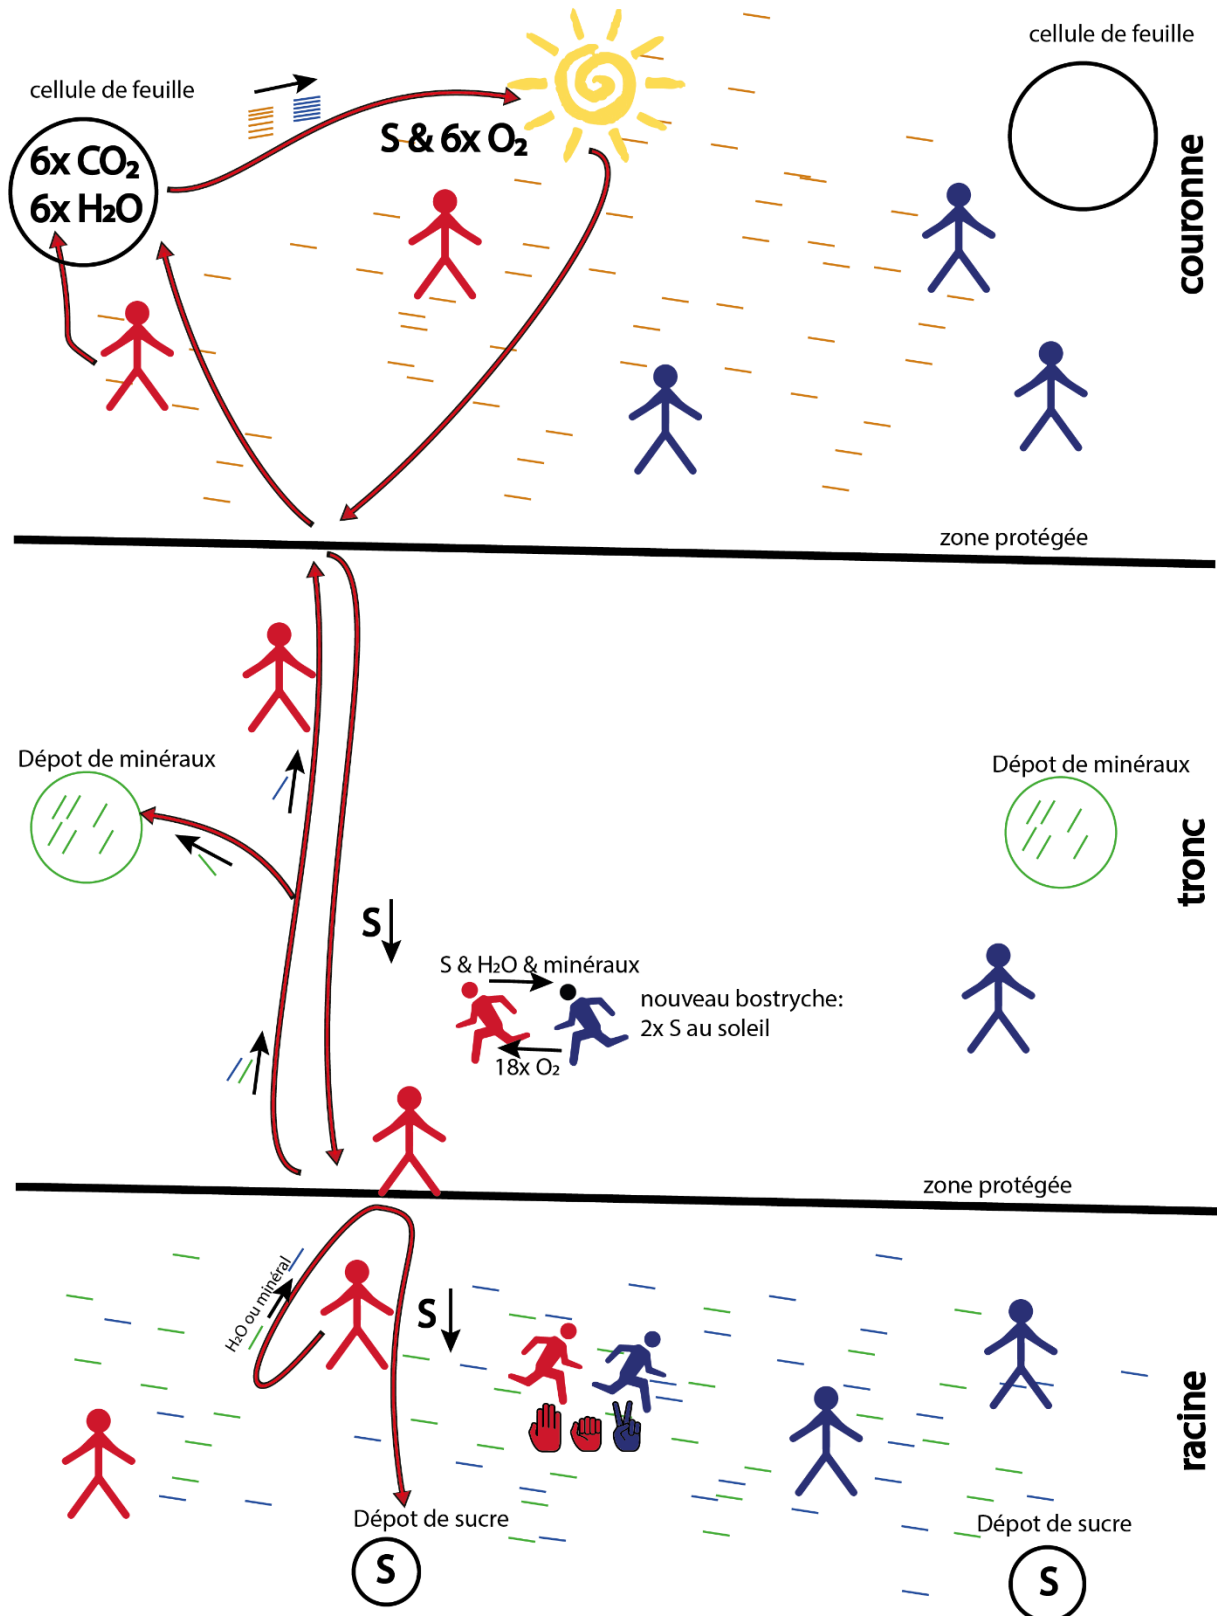 cellule de feuille
cellule de feuille
6x CO₂
6x H₂O
S & 6x O₂
couronne
zone protégée
Dépot de minéraux
Dépot de minéraux
tronc
S
S & H₂O & minéraux
nouveau bostryche:
2x S au soleil
18x O₂
zone protégée
H₂O ou minéral
S
racine
Dépot de sucre
S
Dépot de sucre
S